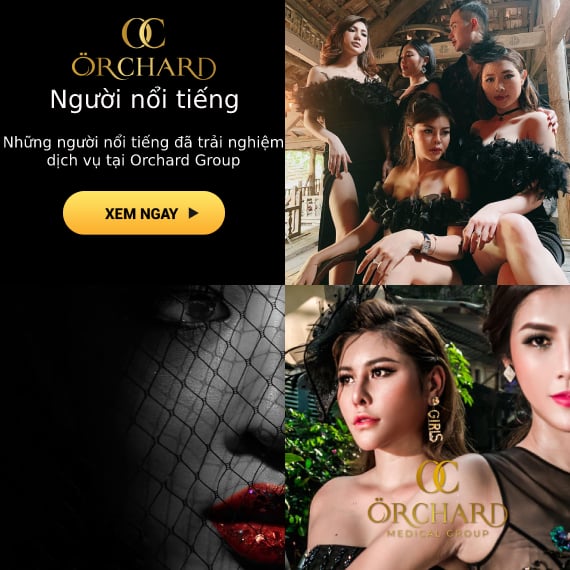 ÖRCHARD
Người nổi tiếng
Những người nổi tiếng đã trải nghiệm
dịch vụ tại Orchard Group
XEM NGAY
GIRLS
ÖRCHARD
MEDICAL GROUP